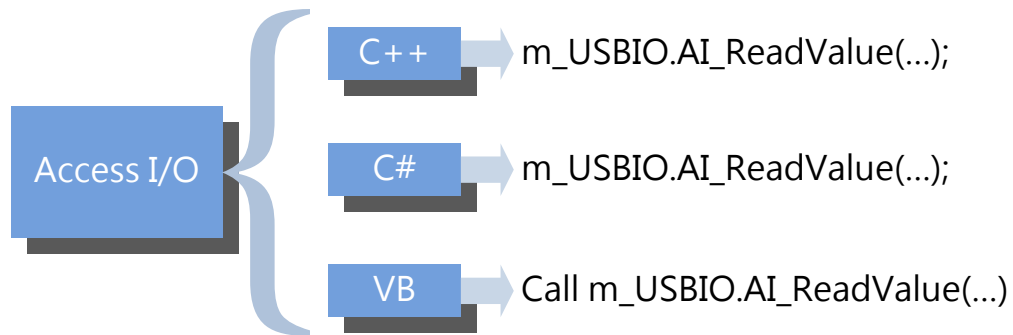 Access I/O
C++
m_USBIO.AI_ReadValue(...);
C#
m_USBIO.AI_ReadValue(...);
VB
Call m_USBIO.AI_ReadValue(...)